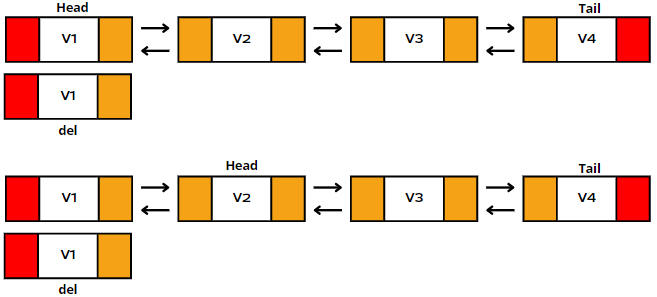 Head Tail
V1 V2 V3 V4
V1
del
Head Tail
V1 V2 V3 V4
V1
del